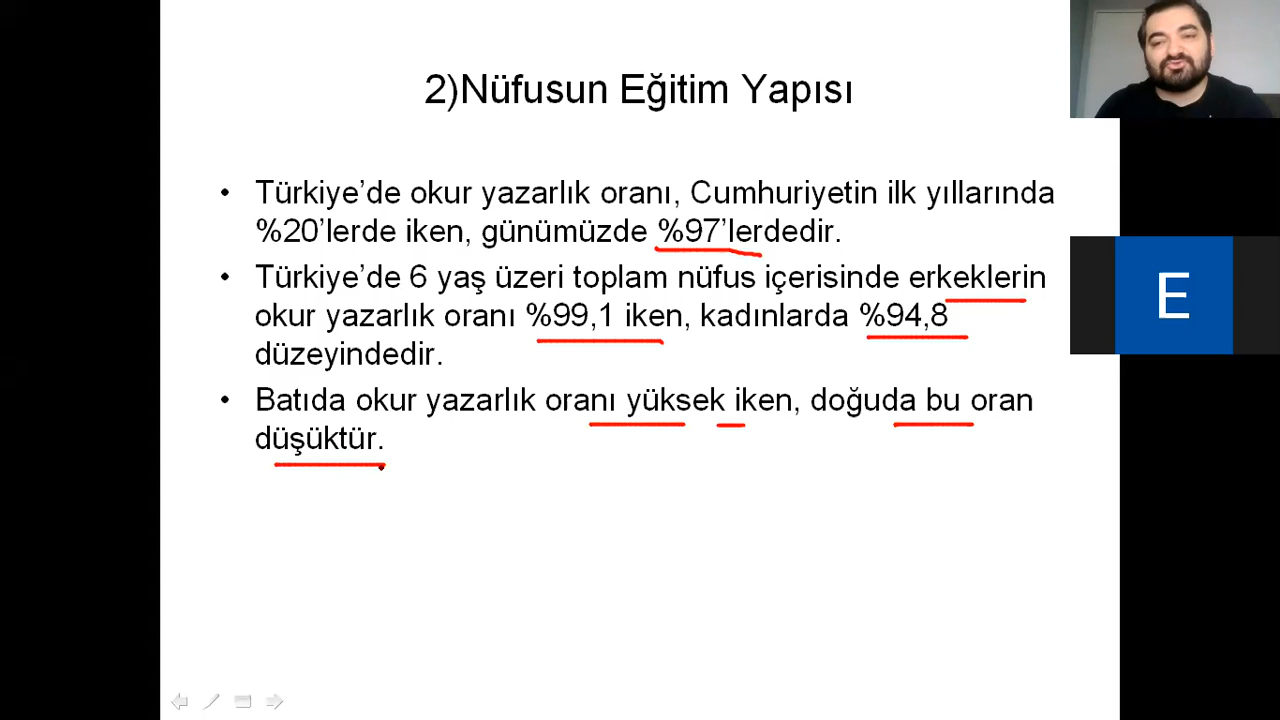 2)Nüfusun Eğitim Yapısı
• Türkiye’de okur yazarlık oranı, Cumhuriyetin ilk yıllarında
%20’lerde iken, günümüzde %97’lerdedir.
• Türkiye’de 6 yaş üzeri toplam nüfus içerisinde erkeklerin
okur yazarlık oranı %99,1 iken, kadınlarda %94,8
düzeyindedir.
• Batıda okur yazarlık oranı yüksek iken, doğuda bu oran
düşüktür.
E